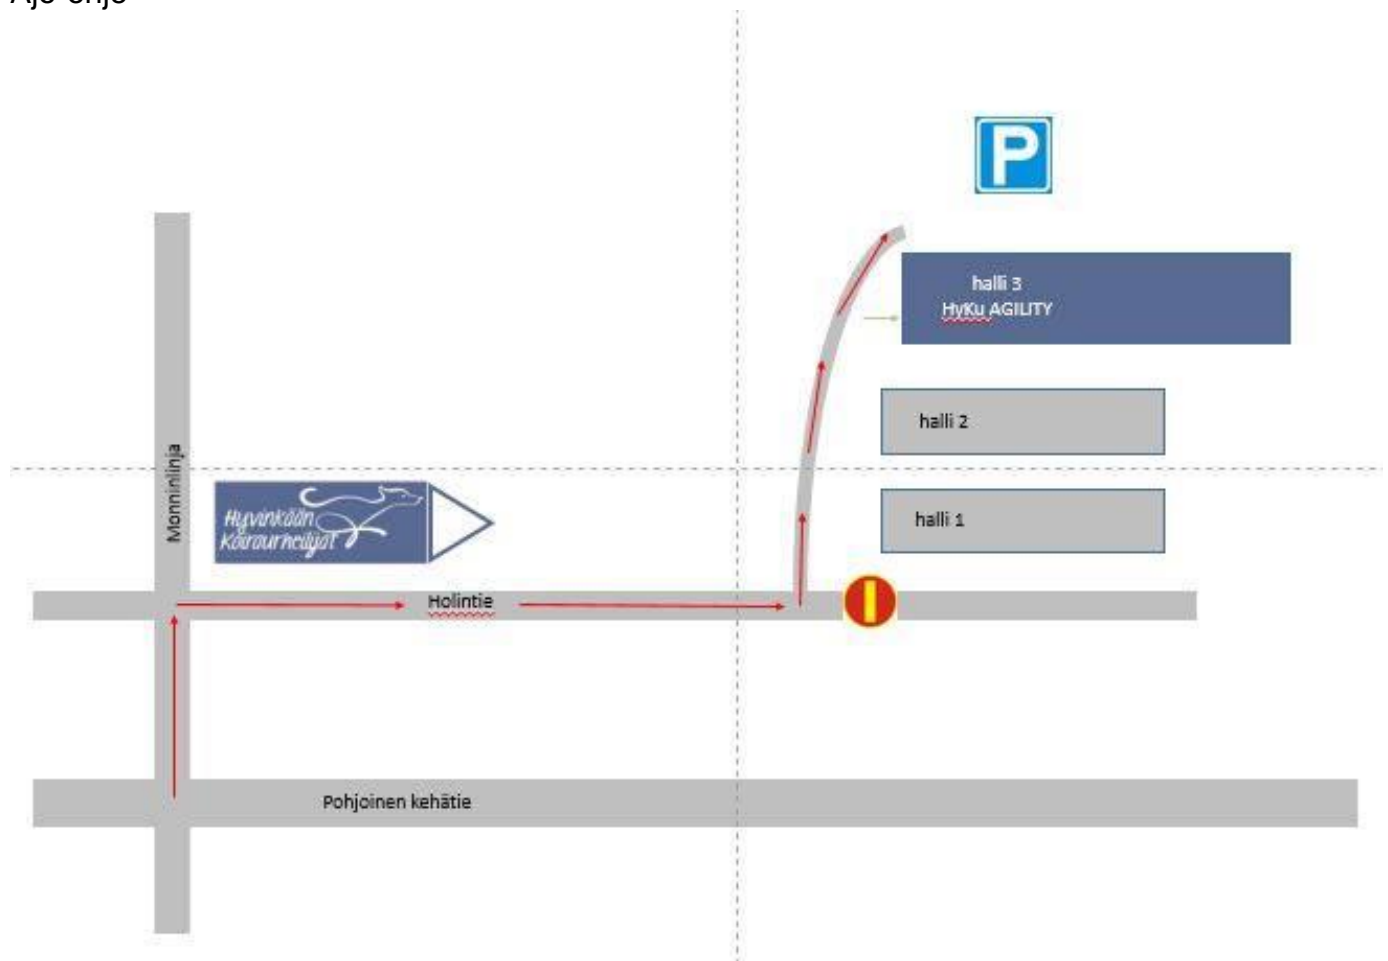 Ajo-ohje
P
halli 3
HyKu AGILITY
halli 2
Monninlinja
Hyvinkään
Koiraurheilijat
halli 1
Holintie
Pohjoinen kehätie